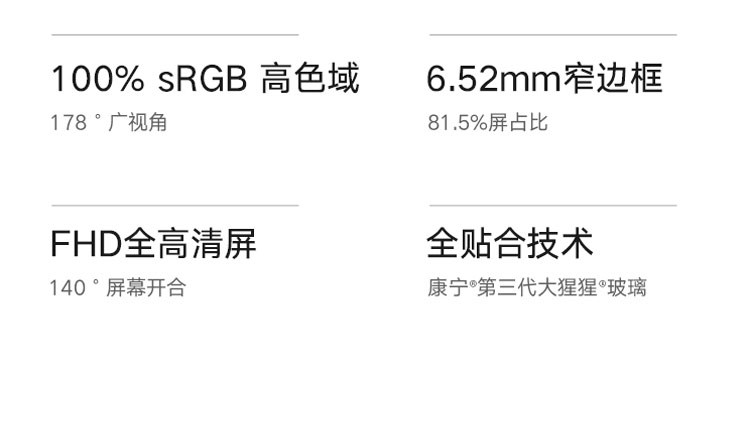 100% sRGB 高色域
178 ° 广视角
6.52mm窄边框
81.5%屏占比
FHD全高清屏
140 ° 屏幕开合
全贴合技术
康宁®第三代大猩猩®玻璃